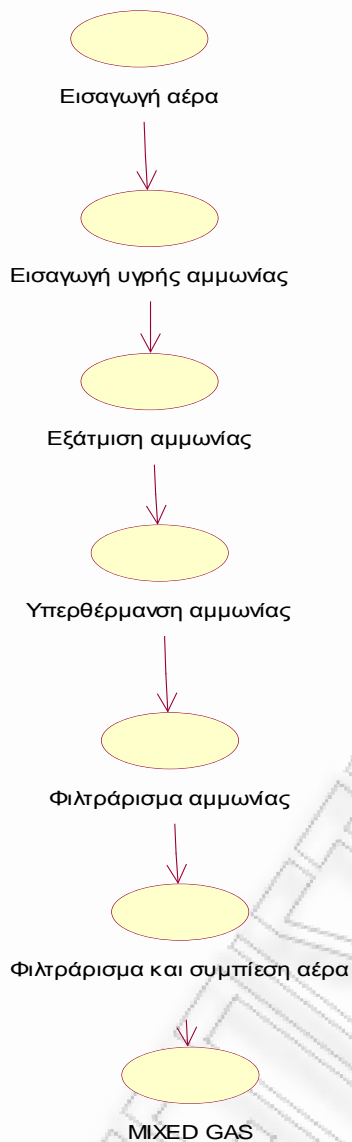 Εισαγωγή αέρα
Εισαγωγή υγρής αμμωνίας
Εξάτμιση αμμωνίας
Υπερθέρμανση αμμωνίας
Φιλτράρισμα αμμωνίας
Φιλτράρισμα και συμπίεση αέρα
MIXED GAS